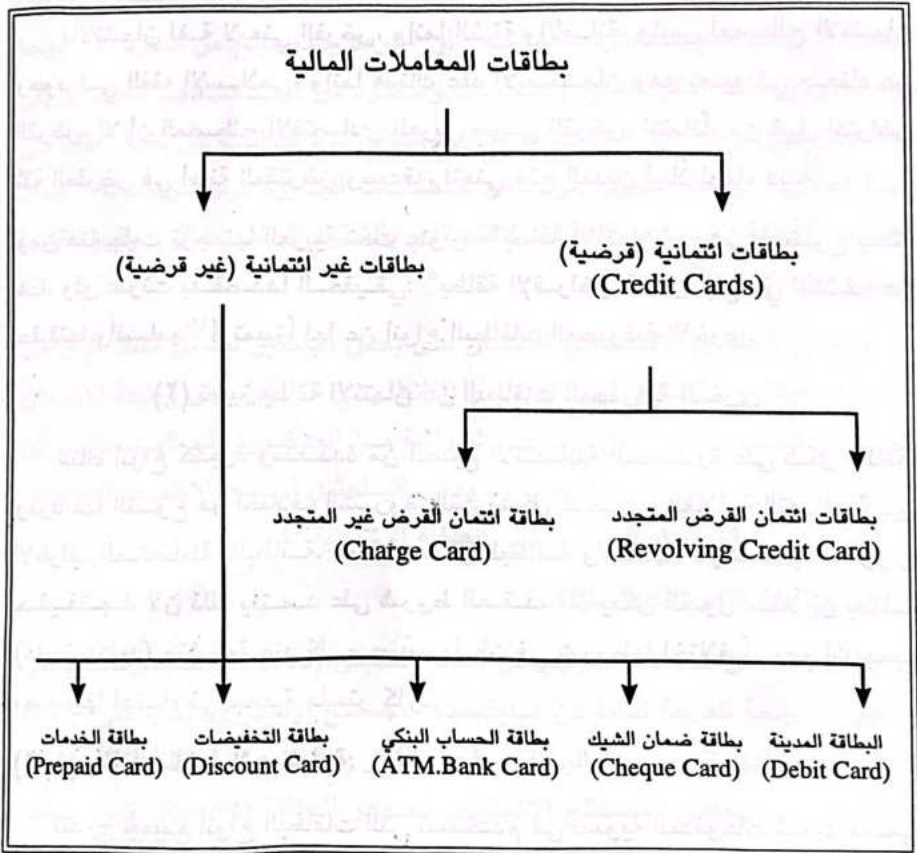 بطاقات المعاملات المالية
بطاقات ائتمانية (قرضية)
(Credit Cards)
بطاقات غير ائتمانية (غير قرضية)
بطاقات ائتمان القرض المتجدد
(Revolving Credit Card)
بطاقة ائتمان القرض غير المتجدد
(Charge Card)
البطاقة المدينة
(Debit Card)
بطاقة ضمان الشيك
(Cheque Card)
بطاقة الحساب البنكي
(ATM.Bank Card)
بطاقة التخفيضات
(Discount Card)
بطاقة الخدمات
(Prepaid Card)